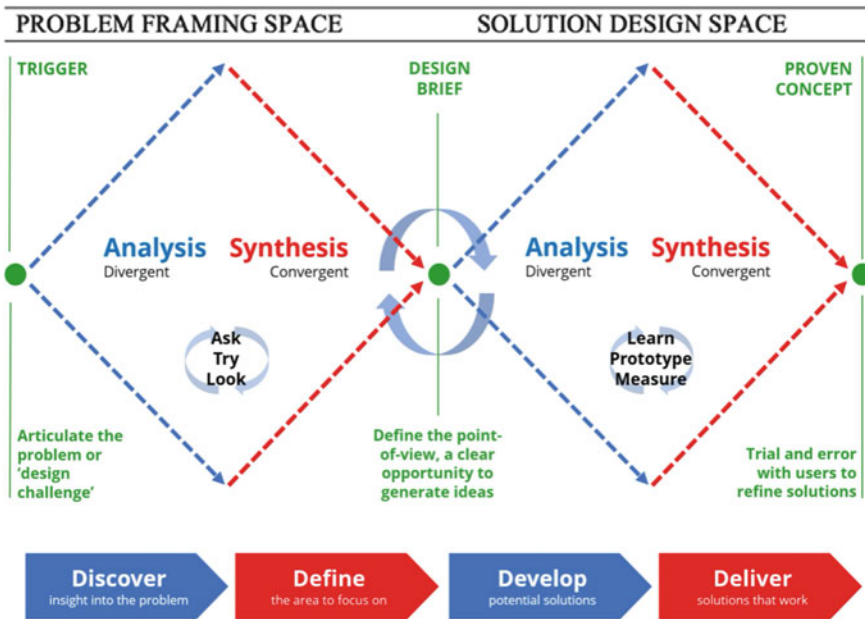 PROBLEM FRAMING SPACE
SOLUTION DESIGN SPACE
TRIGGER
DESIGN
BRIEF
PROVEN
CONCEPT
Analysis
Divergent
Synthesis
Convergent
Analysis
Divergent
Synthesis
Convergent
Ask
Try
Look
Learn
Prototype
Measure
Articulate the
problem or
‘design
challenge’
Define the point-
of-view, a clear
opportunity to
generate ideas
Trial and error
with users to
refine solutions
Discover
insight into the problem
Define
the area to focus on
Develop
potential solutions
Deliver
solutions that work